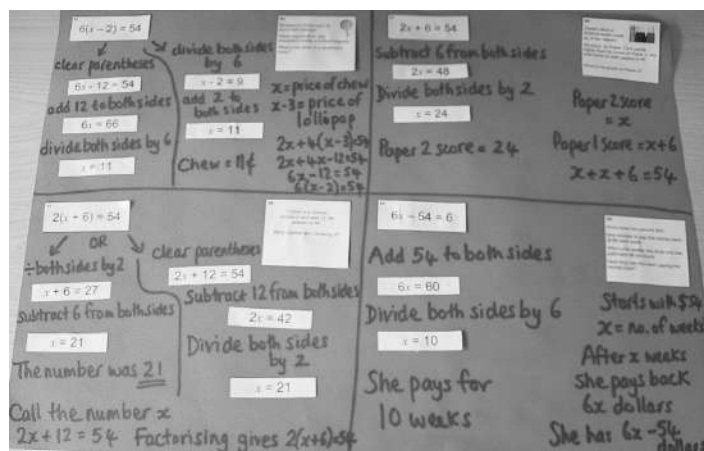 6(x − 2) = 54
clear parentheses
6x − 12 = 54
add 12 to both sides
6x = 66
divide both sides by 6
x = 11
divide both sides
by 6
x − 2 = 9
add 2 to
both sides
x = 11
Chew = 11¢
x = price of chew
x-3 = price of
lollipop
2x + 4(x-3)=54
2x + 4x -12=54
6x -12 = 54
6(x-2)=54
2x + 6 = 54
Subtract 6 from both sides
2x = 48
Divide both sides by 2
x = 24
Paper 2 score = 24
Paper 2 score
= x
Paper 1 score = x+6
x + x + 6 = 54
2(x + 6) = 54
OR
÷ both sides by 2
x + 6 = 27
Subtract 6 from both sides
x = 21
The number was 21
clear parentheses
2x + 12 = 54
Subtract 12 from both sides
2x = 42
Divide both sides
by 2
x = 21
Call the number x
2x + 12 = 54 Factorising gives 2(x+6)=54
6x − 54 = 6
Add 54 to both sides
6x = 60
Divide both sides by 6
x = 10
She pays for
10 weeks
Starts with $54
x = no. of weeks
After x weeks
She pays back
6x dollars
She has 6x − 54
dollars